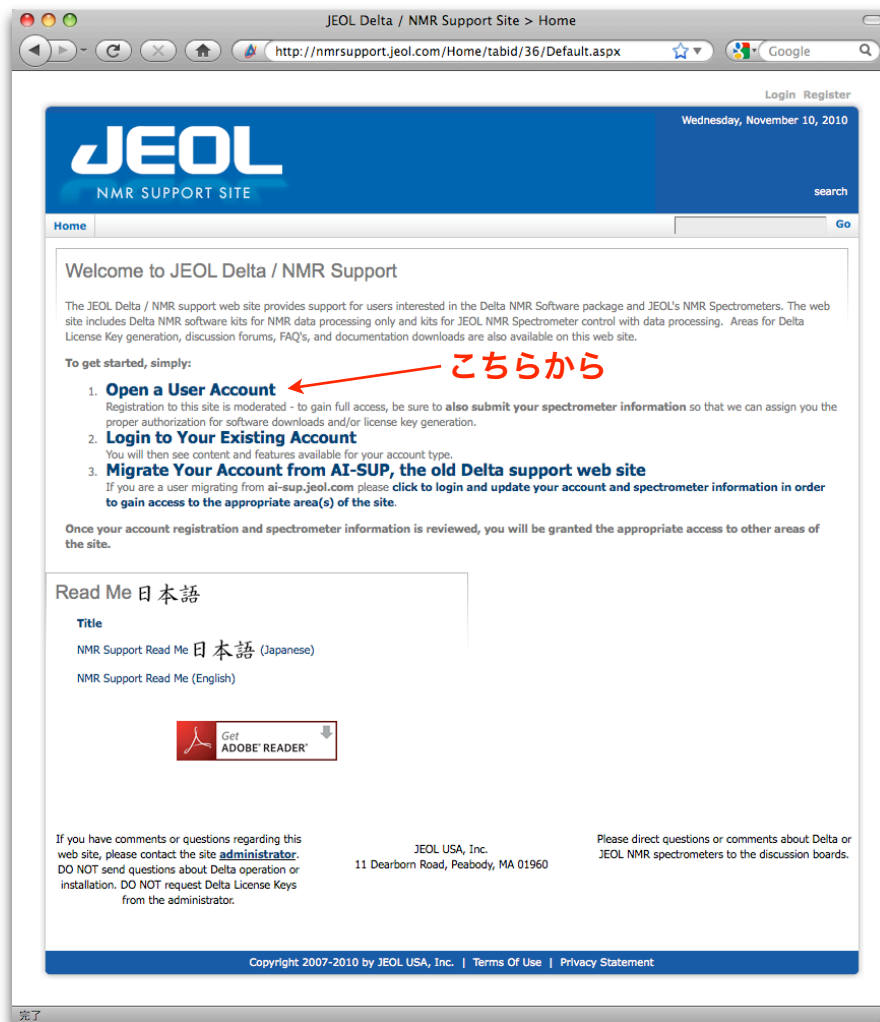 JEOL Delta / NMR Support Site > Home
http://nmrsupport.jeol.com/Home/tabid/36/Default.aspx
Google
Login Register
Wednesday, November 10, 2010
JEOL
NMR SUPPORT SITE
search
Home
Go
Welcome to JEOL Delta / NMR Support
The JEOL Delta / NMR support web site provides support for users interested in the Delta NMR Software package and JEOL's NMR Spectrometers. The web
site includes Delta NMR software kits for NMR data processing only and kits for JEOL NMR Spectrometer control with data processing. Areas for Delta
License Key generation, discussion forums, FAQ's, and documentation downloads are also available on this web site.
To get started, simply:
こちらから
1. Open a User Account
Registration to this site is moderated - to gain full access, be sure to also submit your spectrometer information so that we can assign you the
proper authorization for software downloads and/or license key generation.
2. Login to Your Existing Account
You will then see content and features available for your account type.
3. Migrate Your Account from AI-SUP, the old Delta support web site
If you are a user migrating from ai-sup.jeol.com please click to login and update your account and spectrometer information in order
to gain access to the appropriate area(s) of the site.
Once your account registration and spectrometer information is reviewed, you will be granted the appropriate access to other areas of
the site.
Read Me 日本語
Title
NMR Support Read Me 日本語 (Japanese)
NMR Support Read Me (English)
Get
ADOBE® READER®
If you have comments or questions regarding this
web site, please contact the site administrator.
DO NOT send questions about Delta operation or
installation. DO NOT request Delta License Keys
from the administrator.
JEOL USA, Inc.
11 Dearborn Road, Peabody, MA 01960
Please direct questions or comments about Delta or
JEOL NMR spectrometers to the discussion boards.
Copyright 2007-2010 by JEOL USA, Inc. | Terms Of Use | Privacy Statement
完了